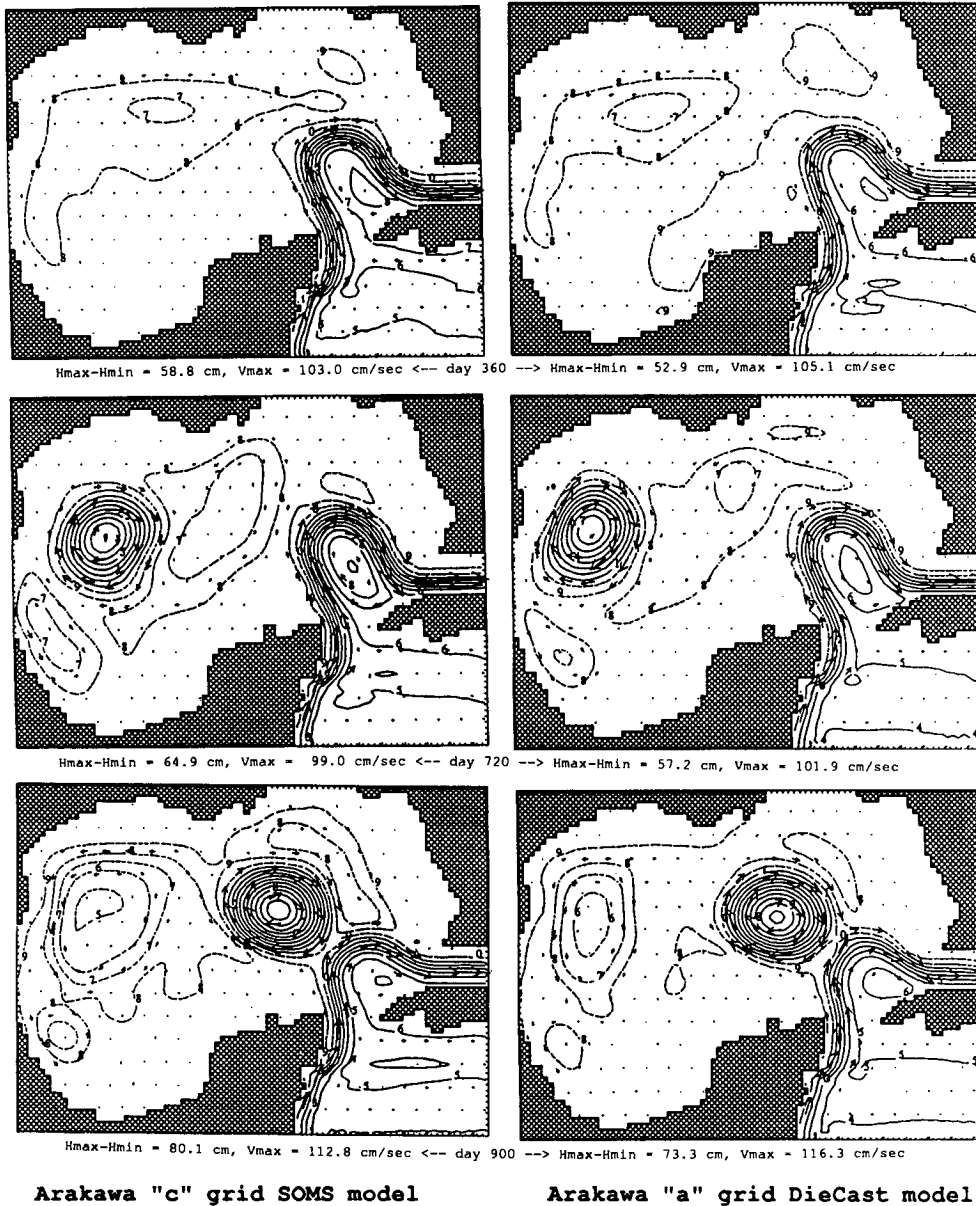 Hmax-Hmin = 58.8 cm, Vmax = 103.0 cm/sec <-- day 360 --> Hmax-Hmin = 52.9 cm, Vmax = 105.1 cm/sec
Hmax-Hmin = 64.9 cm, Vmax = 99.0 cm/sec <-- day 720 --> Hmax-Hmin = 57.2 cm, Vmax = 101.9 cm/sec
Hmax-Hmin = 80.1 cm, Vmax = 112.8 cm/sec <-- day 900 --> Hmax-Hmin = 73.3 cm, Vmax = 116.3 cm/sec
Arakawa "c" grid SOMS model
Arakawa "a" grid DieCast model